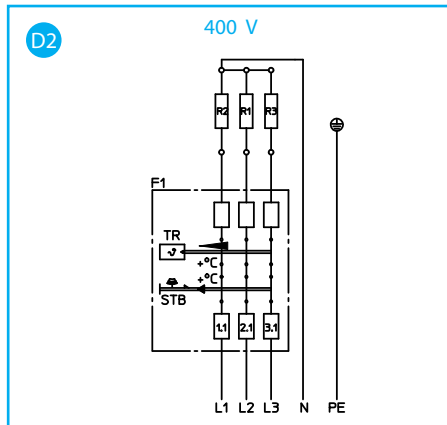 D2
400 V
R2 R1 R3
F1
TR
ϑ
+°C
+°C
STB
1.1 2.1 3.1
L1 L2 L3 N PE